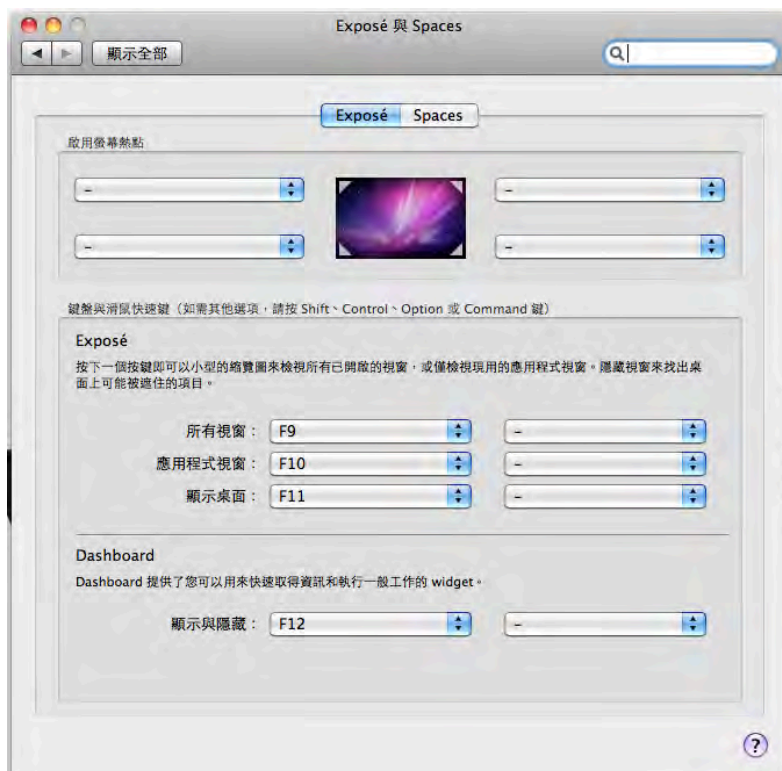 Exposé 與 Spaces
顯示全部
Exposé Spaces
啟用螢幕熱點
- -
- -
鍵盤與滑鼠快速鍵（如需其他選項，請按 Shift、Control、Option 或 Command 鍵）
Exposé
按下一個按鍵即可以小型的縮覽圖來檢視所有已開啟的視窗，或僅檢視現用的應用程式視窗。隱藏視窗來找出桌
面上可能被遮住的項目。
所有視窗： F9 -
應用程式視窗： F10 -
顯示桌面： F11 -
Dashboard
Dashboard 提供了您可以用來快速取得資訊和執行一般工作的 widget。
顯示與隱藏： F12 -
?